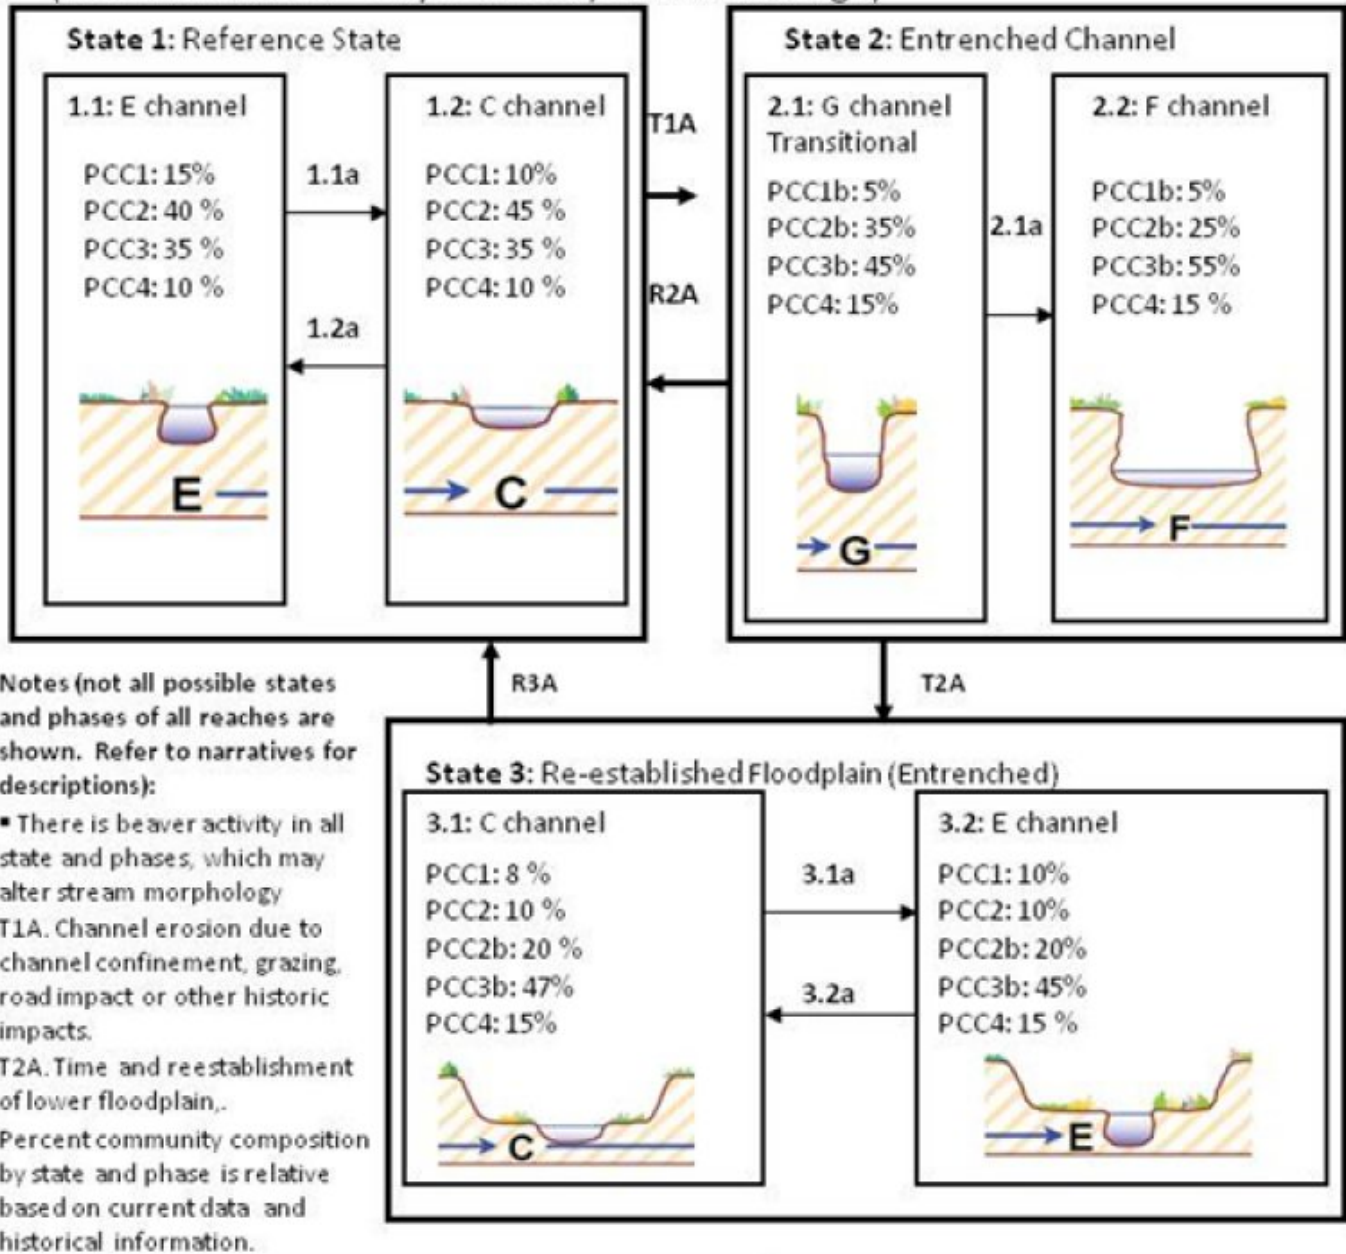 State 1: Reference State
1.1: E channel
PCC1: 15%
PCC2: 40 %
PCC3: 35 %
PCC4: 10 %
E
1.1a
1.2a
1.2: C channel
PCC1: 10%
PCC2: 45 %
PCC3: 35 %
PCC4: 10 %
C
T1A
R2A
State 2: Entrenched Channel
2.1: G channel
Transitional
PCC1b: 5%
PCC2b: 35%
PCC3b: 45%
PCC4: 15%
G
2.1a
2.2: F channel
PCC1b: 5%
PCC2b: 25%
PCC3b: 55%
PCC4: 15 %
F
R3A
T2A
Notes (not all possible states
and phases of all reaches are
shown. Refer to narratives for
descriptions):
▪ There is beaver activity in all
state and phases, which may
alter stream morphology
T1A. Channel erosion due to
channel confinement, grazing,
road impact or other historic
impacts.
T2A. Time and reestablishment
of lower floodplain,.
Percent community composition
by state and phase is relative
based on current data and
historical information.
State 3: Re-established Floodplain (Entrenched)
3.1: C channel
PCC1: 8 %
PCC2: 10 %
PCC2b: 20 %
PCC3b: 47%
PCC4: 15%
C
3.1a
3.2a
3.2: E channel
PCC1: 10%
PCC2: 10%
PCC2b: 20%
PCC3b: 45%
PCC4: 15 %
E